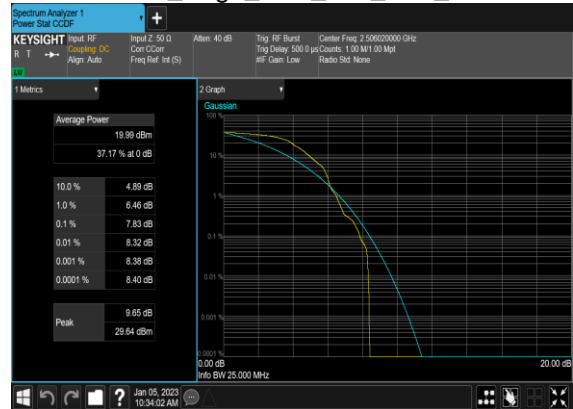 Spectrum Analyzer 1
Power Stat CCDF
+
KEYSIGHT
R T
LW
Input: RF
Coupling: DC
Align: Auto
Input Z: 50 Ω
Corr CCorr
Freq Ref: Int (S)
Atten: 40 dB
Trig: RF Burst
Trig Delay: 500.0 µs
#IF Gain: Low
Center Freq: 2.506020000 GHz
Counts: 1.00 M/1.00 Mpt
Radio Std: None
1 Metrics
Average Power
19.99 dBm
37.17 % at 0 dB
10.0 % 4.89 dB
1.0 % 6.46 dB
0.1 % 7.83 dB
0.01 % 8.32 dB
0.001 % 8.38 dB
0.0001 % 8.40 dB
Peak
9.65 dB
29.64 dBm
2 Graph
Gaussian
100 %
10 %
1 %
0.1 %
0.01 %
0.001 %
0.0001 %
0.00 dB
20.00 dB
Info BW 25.000 MHz
?
Jan 05, 2023
10:34:02 AM